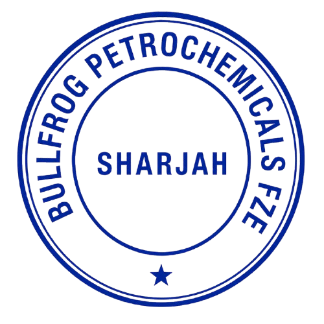 BULLFROG PETROCHEMICALS FZE
SHARJAH